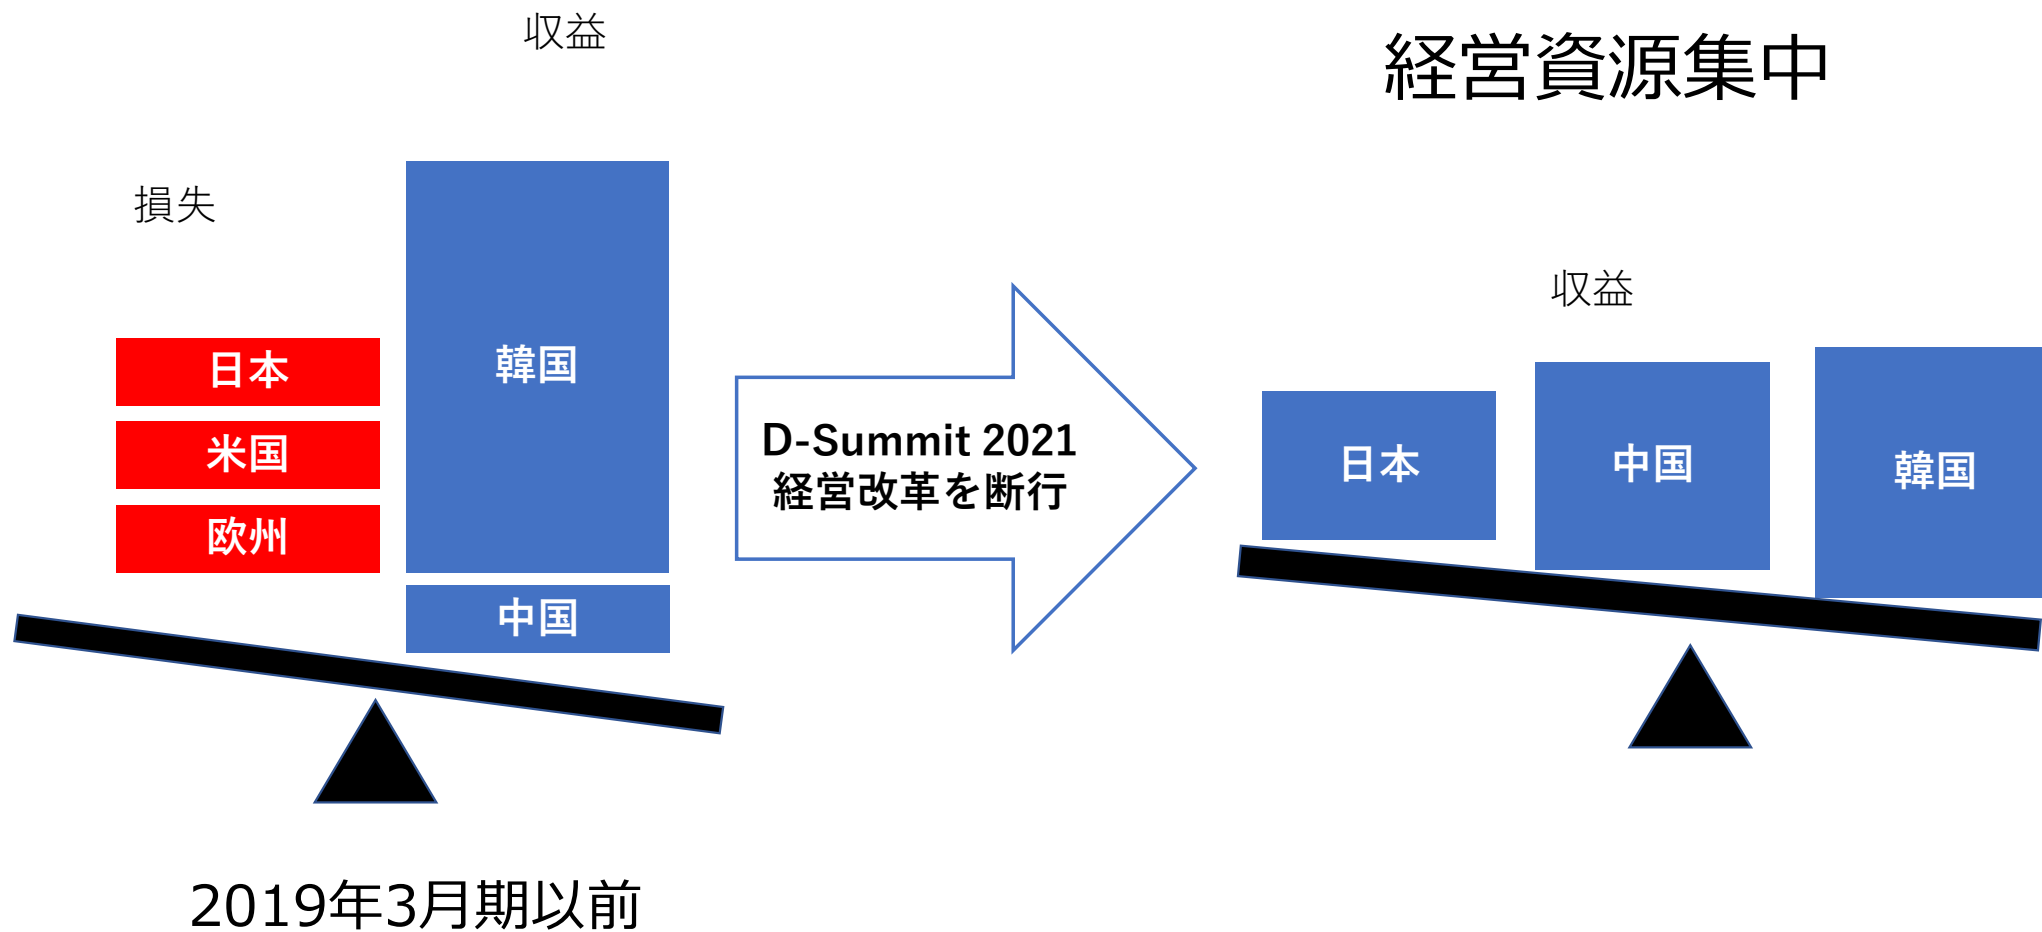 収益
損失
日本
米国
欧州
韓国
中国
2019年3月期以前
D-Summit 2021
経営改革を断行
経営資源集中
収益
日本
中国
韓国